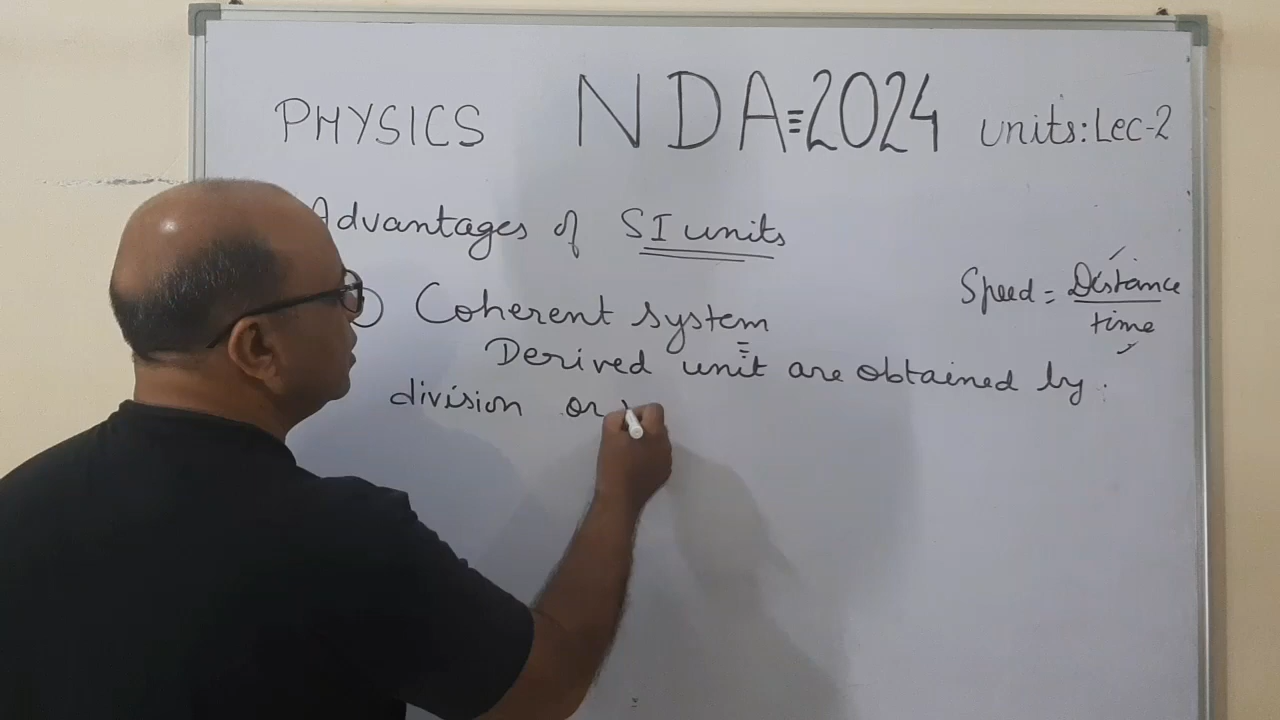 PHYSICS NDA=2024 units: Lec-2
Advantages of SI units
Speed = Distance
time
Coherent system
Derived unit are obtained by
division or